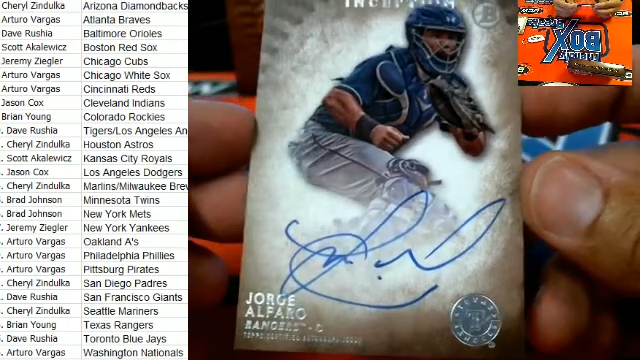 Cheryl Zindulka Arizona Diamondbacks
Arturo Vargas Atlanta Braves
Dave Rushia Baltimore Orioles
Scott Akalewicz Boston Red Sox
Jeremy Ziegler Chicago Cubs
Arturo Vargas Chicago White Sox
Arturo Vargas Cincinnati Reds
Jason Cox Cleveland Indians
Brian Young Colorado Rockies
Dave Rushia Tigers/Los Angeles An
Cheryl Zindulka Houston Astros
Scott Akalewicz Kansas City Royals
Jason Cox Los Angeles Dodgers
Cheryl Zindulka Marlins/Milwaukee Brew
Brad Johnson Minnesota Twins
Brad Johnson New York Mets
Jeremy Ziegler New York Yankees
Arturo Vargas Oakland A's
Arturo Vargas Philadelphia Phillies
Arturo Vargas Pittsburg Pirates
Cheryl Zindulka San Diego Padres
Dave Rushia San Francisco Giants
Cheryl Zindulka Seattle Mariners
Brian Young Texas Rangers
Dave Rushia Toronto Blue Jays
Arturo Vargas Washington Nationals
INCEPTION
JORGE
ALFARO
RANGERS - C
BOX